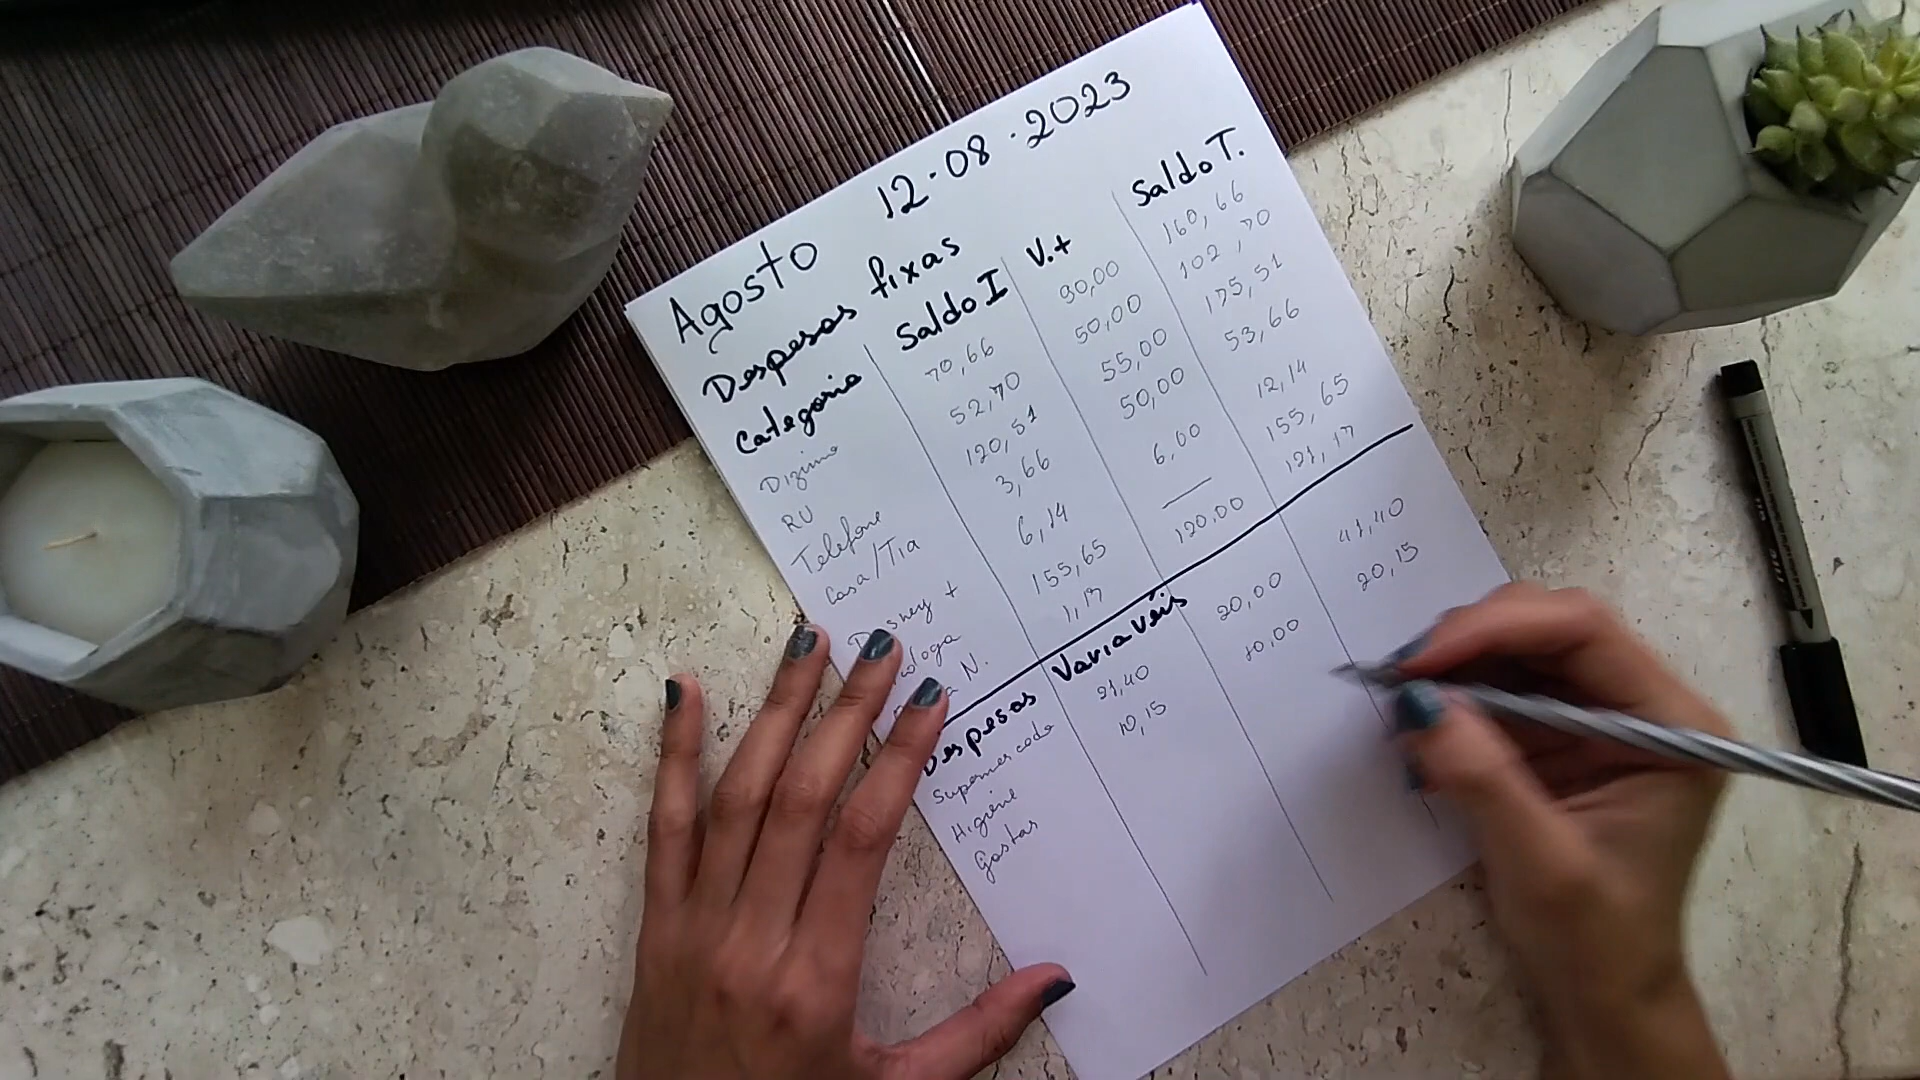 Agosto 12.08.2023
Despesas fixas
Categoria Saldo I V.+ Saldo T.
Dizimo 70,66 90,00 160,66
RU 52,70 50,00 102,70
Telefone 120,51 55,00 175,51
Casa/Tia 3,66 50,00 53,66
Disney + 6,14 6,00 12,14
ologa 155,65 — 155,65
N. 1,17 120,00 121,17
Despesas Variavéis
Supermercado 21,40 20,00 41,40
Higiene 10,15 10,00 20,15
Gastos